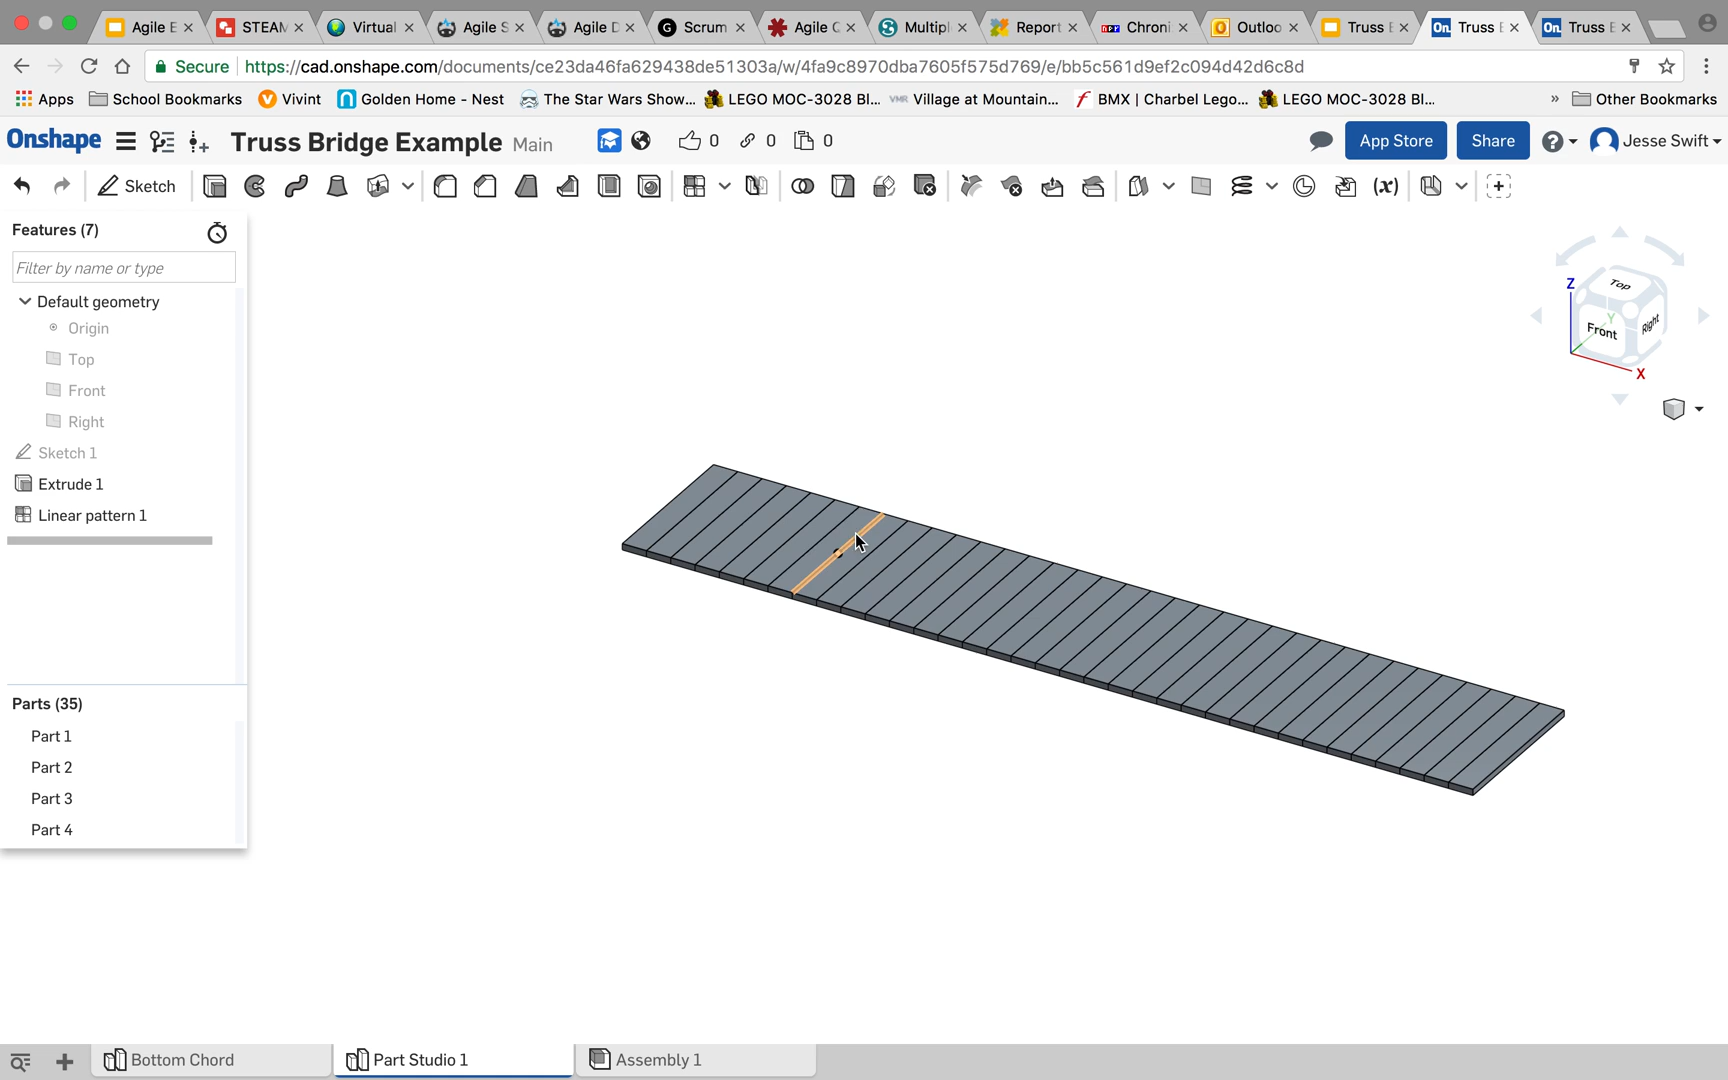 Agile E
STEAM
Virtual
Agile S
Agile D
Scrum
Agile C
Multipl
Report
Chroni
Outloo
Truss E
Truss E
Truss E
Secure https://cad.onshape.com/documents/ce23da46fa629438de51303a/w/4fa9c8970dba7605f575d769/e/bb5c561d9ef2c094d42d6c8d
Apps School Bookmarks Vivint Golden Home - Nest The Star Wars Show... LEGO MOC-3028 Bl... Village at Mountain... BMX | Charbel Lego... LEGO MOC-3028 Bl... » Other Bookmarks
Onshape Truss Bridge Example Main 0 0 0 App Store Share Jesse Swift
Sketch (x)
Features (7)
Filter by name or type
Default geometry
Origin
Top
Front
Right
Sketch 1
Extrude 1
Linear pattern 1
Parts (35)
Part 1
Part 2
Part 3
Part 4
Top
Z
Y
Front Right
X
Bottom Chord Part Studio 1 Assembly 1